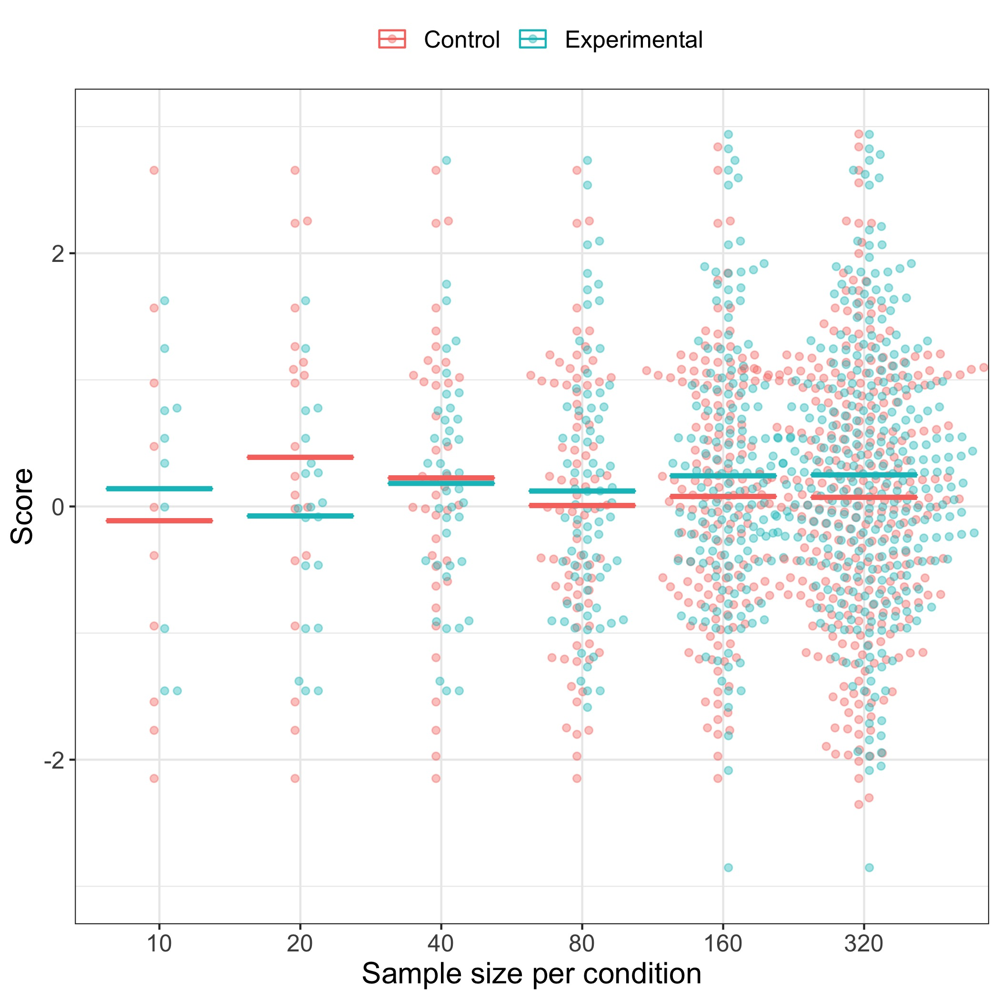 Control Experimental
2
0
-2
Score
10 20 40 80 160 320
Sample size per condition